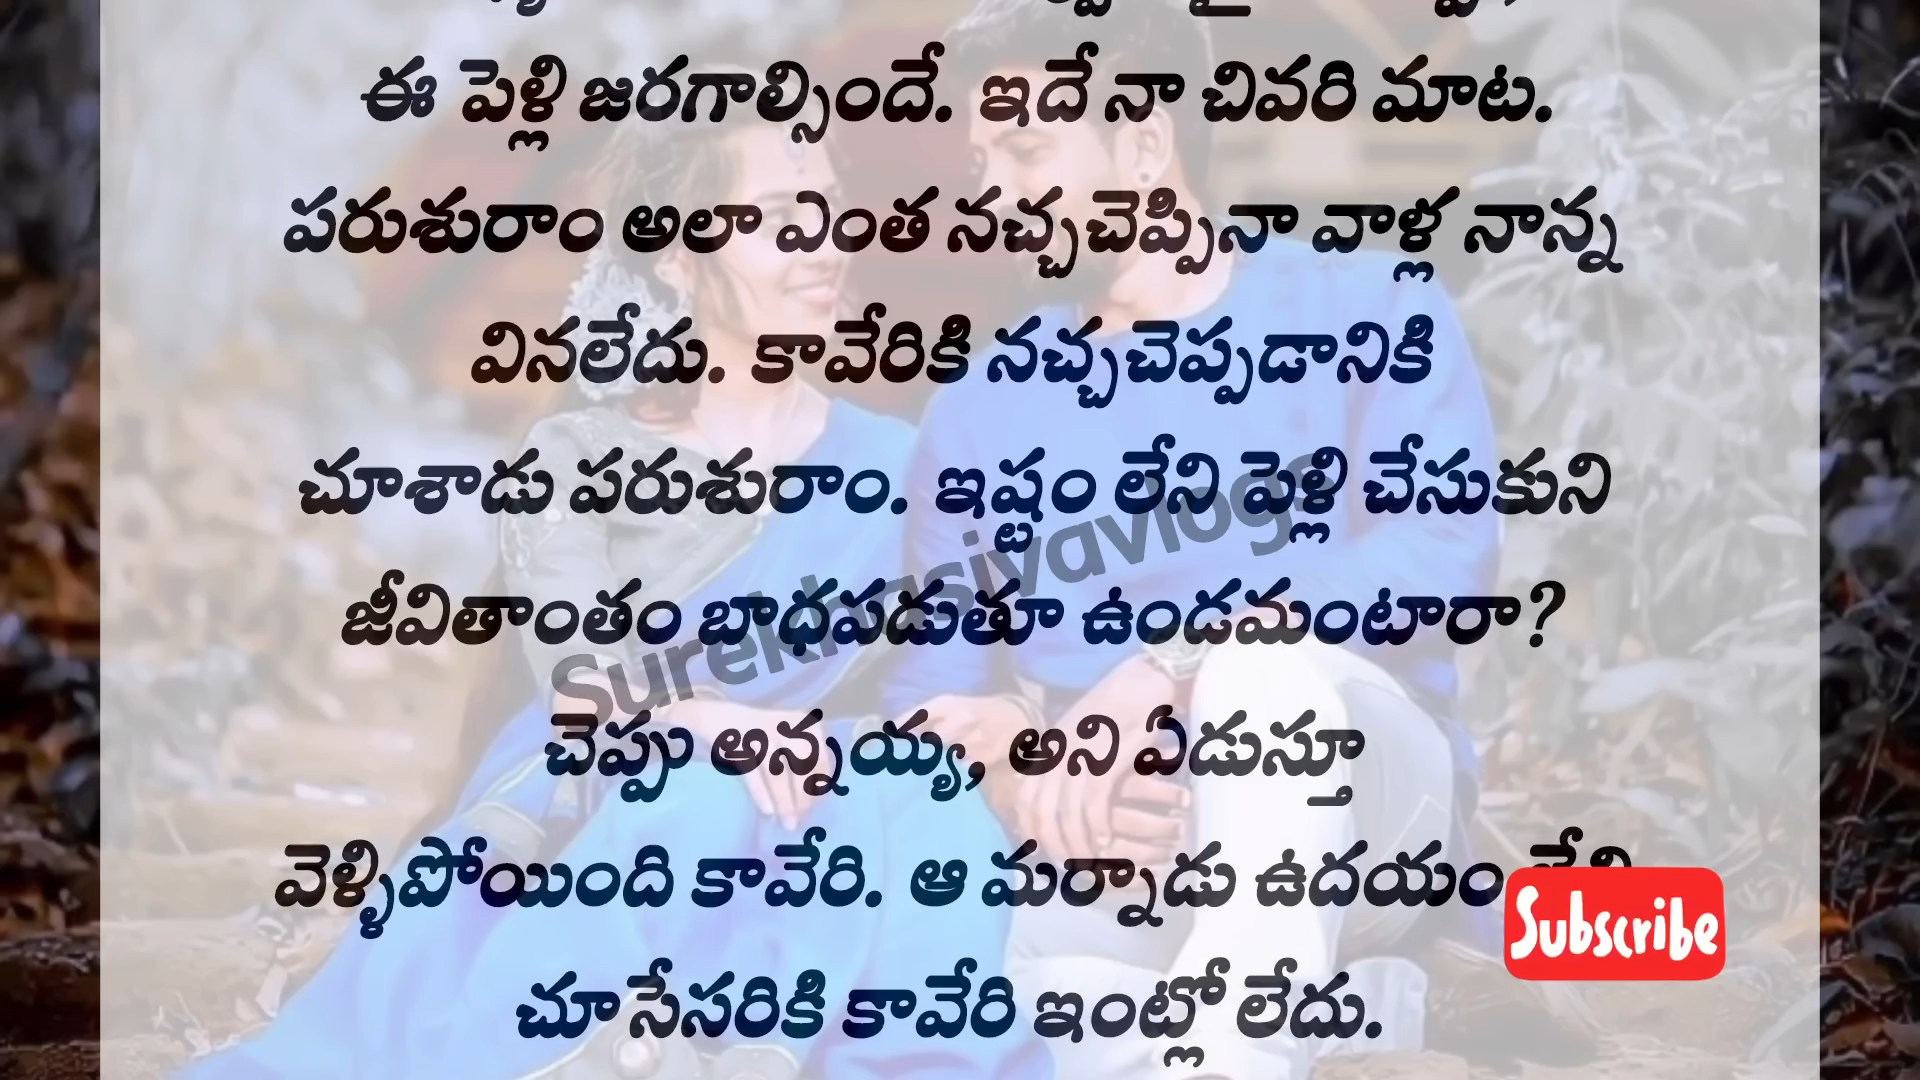 ఈ పెళ్లి జరగాల్సిందే. ఇదే నా చివరి మాట.
పరుశురాం అలా ఎంత నచ్చచెప్పినా వాళ్ల నాన్న
వినలేదు. కావేరికి నచ్చచెప్పడానికి
చూశాడు పరుశురాం. ఇష్టం లేని పెళ్లి చేసుకుని
జీవితాంతం బాధపడుతూ ఉండమంటారా?
Surekhasivavlogs
చెప్పు అన్నయ్య, అని ఏడుస్తూ
వెళ్ళిపోయింది కావేరి. ఆ మర్నాడు ఉదయం
Subscribe
చూసేసరికి కావేరి ఇంట్లో లేదు.